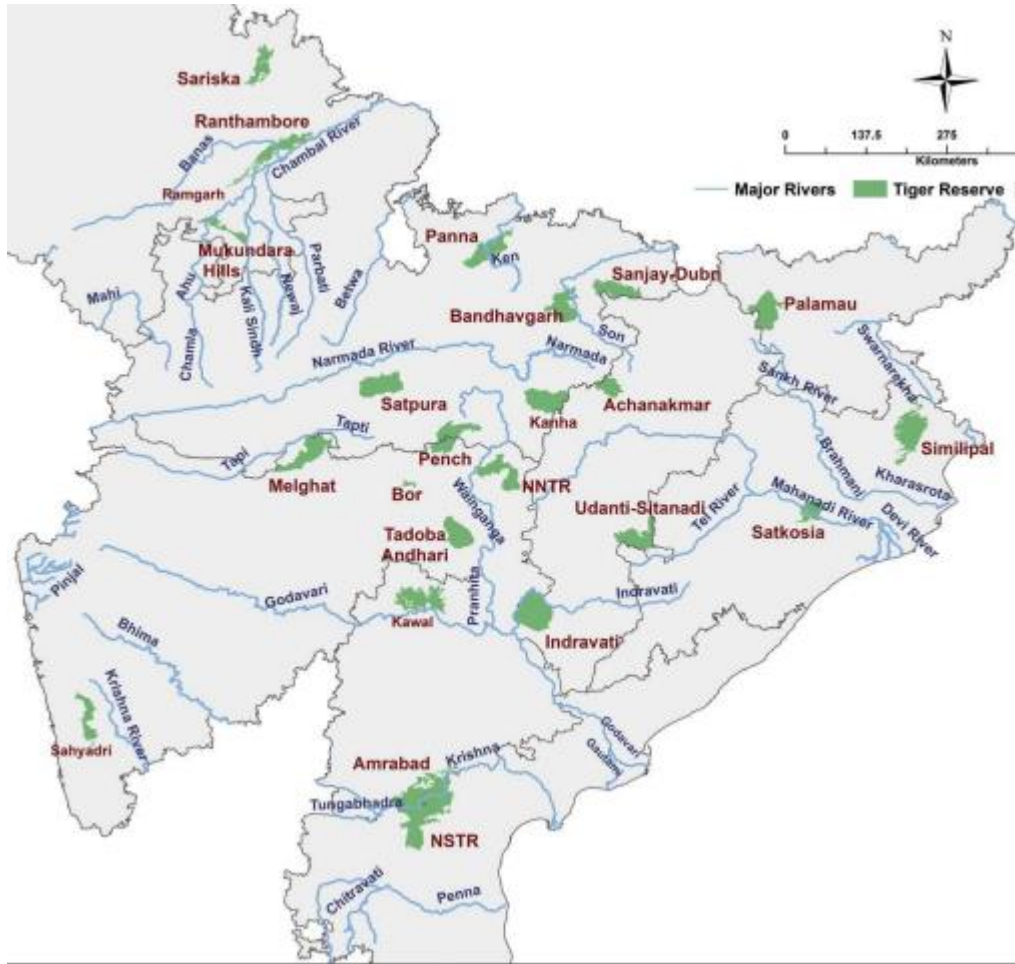 N
Sariska
Ranthambore
0 137.5 275
Kilometers
Banas
Chambal River
Ramgarh
Major Rivers Tiger Reserve
Mukundara
Hills
Panna
Ken
Parbati
Newaj
Kali Sindh
Ahu
Betwa
Mahi
Chamla
Sanjay-Dubri
Bandhavgarh
Palamau
Son
Narmada River
Narmada
Swarnarekha
Sankh River
Satpura
Kanha
Achanakmar
Tapti
Tapi
Pench
Similipal
Melghat
Bor
NNTR
Brahmani
Kharasrota
Wainganga
Udanti-Sitanadi
Tel River
Mahanadi River
Devi River
Tadoba
Andhari
Satkosia
Pinjal
Godavari
Pranhita
Indravati
Kawal
Bhima
Indravati
Krishna River
Sahyadri
Godavari
Gautami
Amrabad
Krishna
Tungabhadra
NSTR
Chitravati
Penna